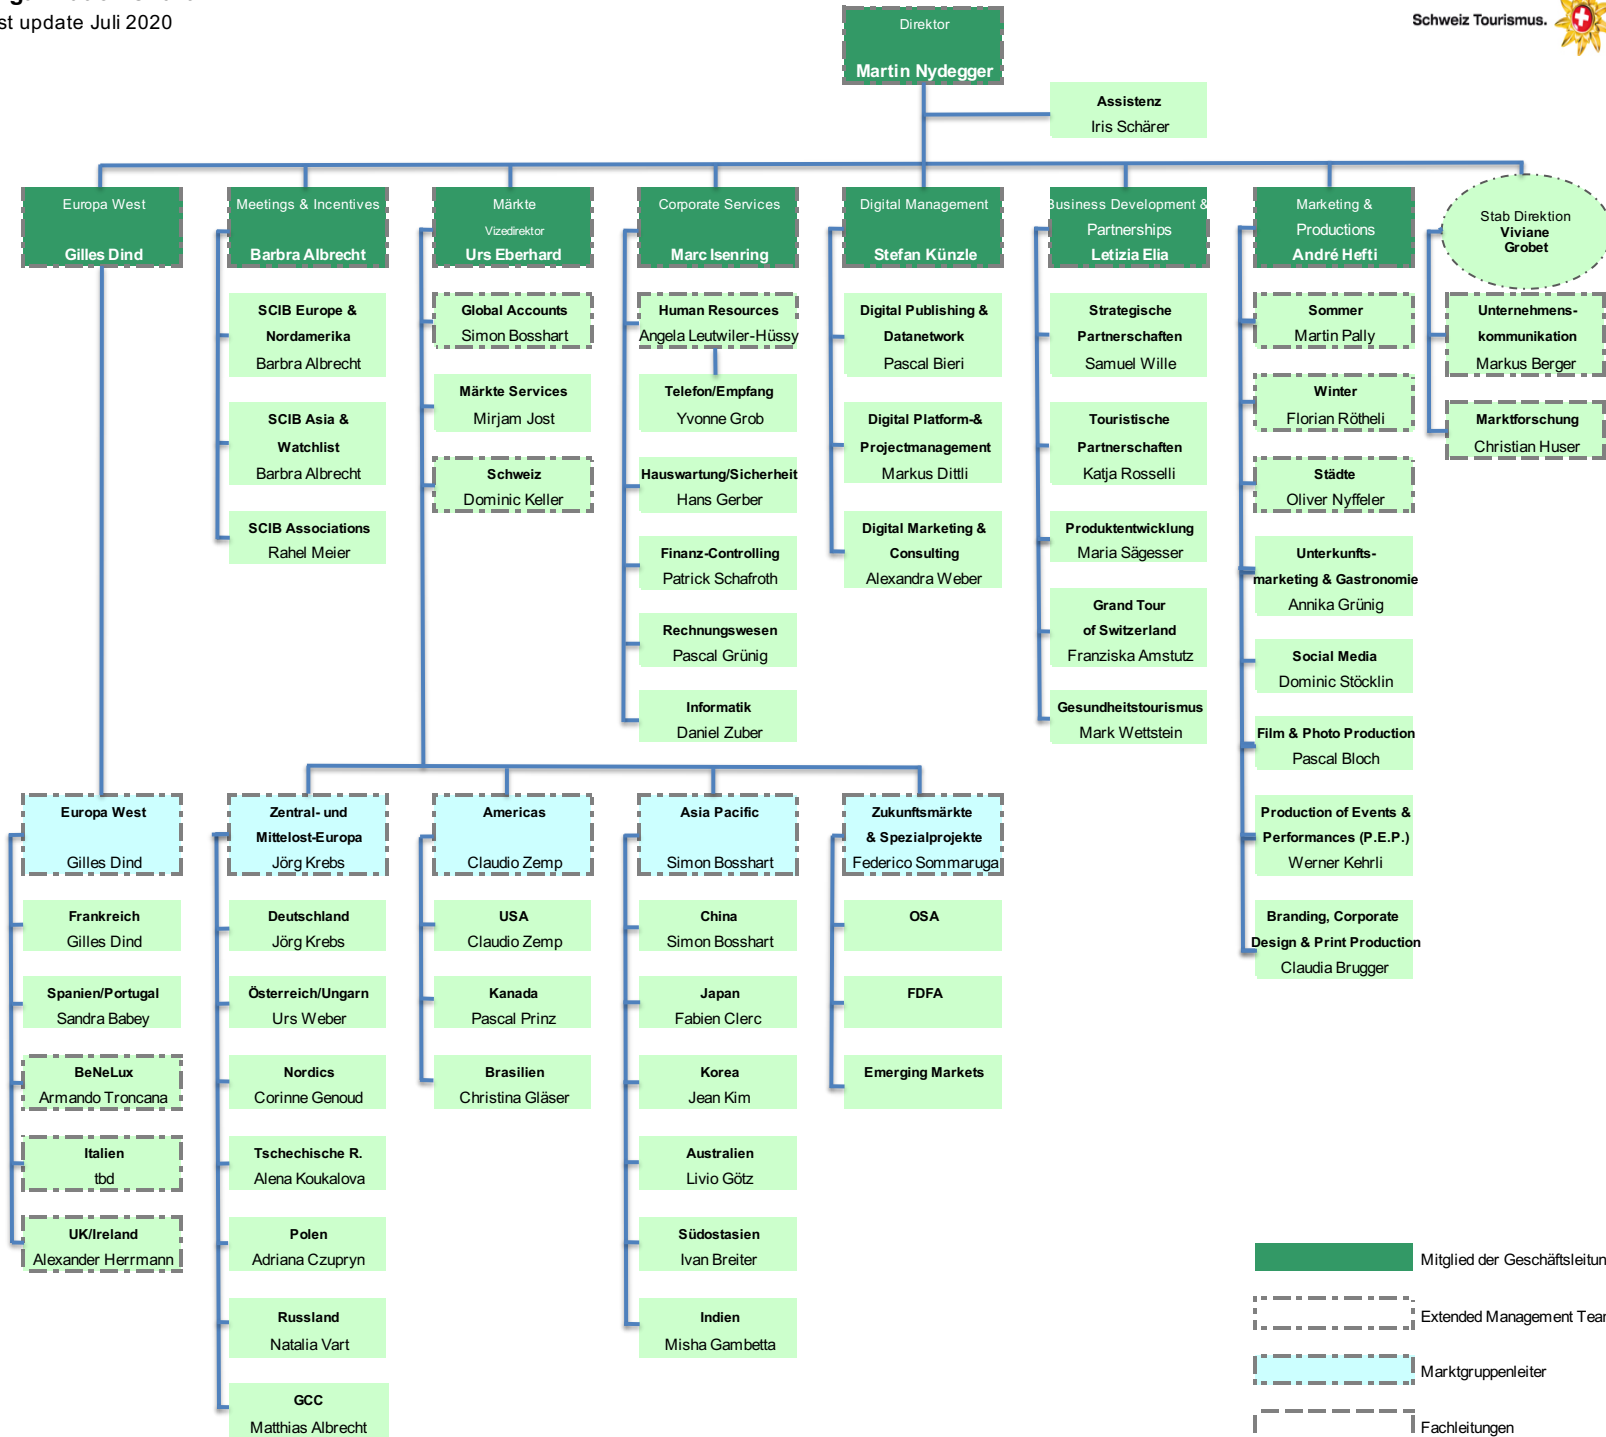 st update Juli 2020
Schweiz Tourismus.
Direktor
Martin Nydegger
Assistenz
Iris Schärer
Europa West
Gilles Dind
Meetings & Incentives
Barbra Albrecht
Märkte
Vizedirektor
Urs Eberhard
Corporate Services
Marc Isenring
Digital Management
Stefan Künzle
Business Development &
Partnerships
Letizia Elia
Marketing &
Productions
André Hefti
Stab Direktion
Viviane
Grobet
SCIB Europe &
Nordamerika
Barbra Albrecht
SCIB Asia &
Watchlist
Barbra Albrecht
SCIB Associations
Rahel Meier
Global Accounts
Simon Bosshart
Märkte Services
Mirjam Jost
Schweiz
Dominic Keller
Human Resources
Angela Leutwiler-Hüssy
Telefon/Empfang
Yvonne Grob
Hauswartung/Sicherheit
Hans Gerber
Finanz-Controlling
Patrick Schafroth
Rechnungswesen
Pascal Grünig
Informatik
Daniel Zuber
Digital Publishing &
Datanetwork
Pascal Bieri
Digital Platform-&
Projectmanagement
Markus Dittli
Digital Marketing &
Consulting
Alexandra Weber
Strategische
Partnerschaften
Samuel Wille
Touristische
Partnerschaften
Katja Rosselli
Produktentwicklung
Maria Sägesser
Grand Tour
of Switzerland
Franziska Amstutz
Gesundheitstourismus
Mark Wettstein
Sommer
Martin Pally
Winter
Florian Rötheli
Städte
Oliver Nyffeler
Unterkunfts-
marketing & Gastronomie
Annika Grünig
Social Media
Dominic Stöcklin
Film & Photo Production
Pascal Bloch
Production of Events &
Performances (P.E.P.)
Werner Kehrli
Branding, Corporate
Design & Print Production
Claudia Brugger
Unternehmens-
kommunikation
Markus Berger
Marktforschung
Christian Huser
Europa West
Gilles Dind
Frankreich
Gilles Dind
Spanien/Portugal
Sandra Babey
BeNeLux
Armando Troncana
Italien
tbd
UK/Ireland
Alexander Herrmann
Zentral- und
Mittelost-Europa
Jörg Krebs
Deutschland
Jörg Krebs
Österreich/Ungarn
Urs Weber
Nordics
Corinne Genoud
Tschechische R.
Alena Koukalova
Polen
Adriana Czupryn
Russland
Natalia Vart
GCC
Matthias Albrecht
Americas
Claudio Zemp
USA
Claudio Zemp
Kanada
Pascal Prinz
Brasilien
Christina Gläser
Asia Pacific
Simon Bosshart
China
Simon Bosshart
Japan
Fabien Clerc
Korea
Jean Kim
Australien
Livio Götz
Südostasien
Ivan Breiter
Indien
Misha Gambetta
Zukunftsmärkte
& Spezialprojekte
Federico Sommaruga
OSA
FDFA
Emerging Markets
Mitglied der Geschäftsleitun
Extended Management Tear
Marktgruppenleiter
Fachleitungen